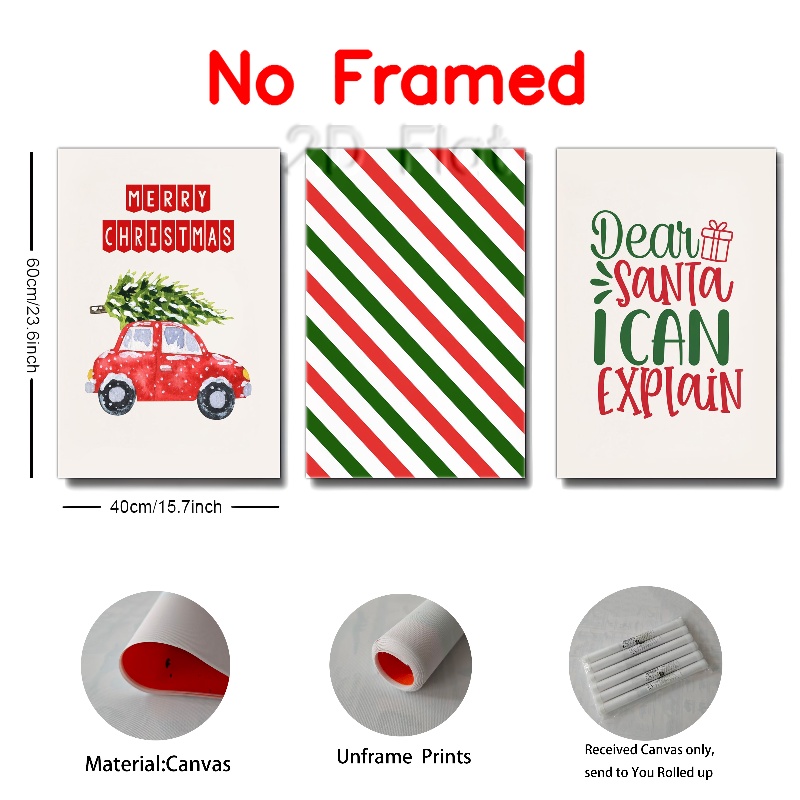 No Framed
2D Flat
MERRY
CHRISTMAS
Dear
SANTA
I CAN
EXPLAIN
60cm/23.6inch
40cm/15.7inch
Material:Canvas
Unframe Prints
Received Canvas only,
send to You Rolled up